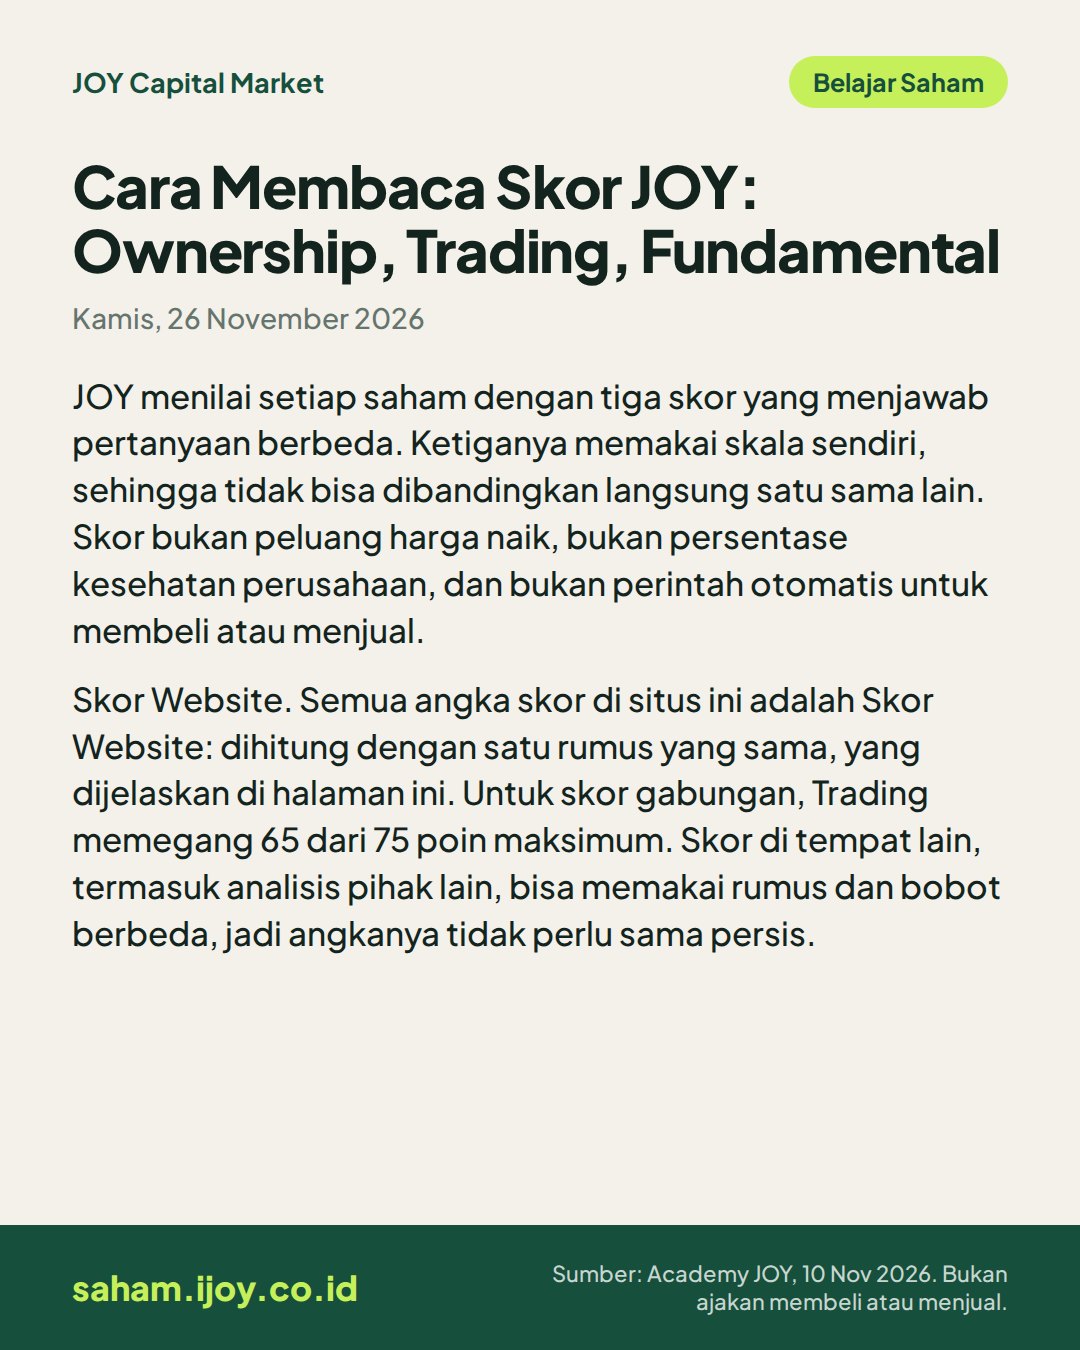 JOY Capital Market
Belajar Saham
Cara Membaca Skor JOY:
Ownership, Trading, Fundamental
Kamis, 26 November 2026
JOY menilai setiap saham dengan tiga skor yang menjawab
pertanyaan berbeda. Ketiganya memakai skala sendiri,
sehingga tidak bisa dibandingkan langsung satu sama lain.
Skor bukan peluang harga naik, bukan persentase
kesehatan perusahaan, dan bukan perintah otomatis untuk
membeli atau menjual.
Skor Website. Semua angka skor di situs ini adalah Skor
Website: dihitung dengan satu rumus yang sama, yang
dijelaskan di halaman ini. Untuk skor gabungan, Trading
memegang 65 dari 75 poin maksimum. Skor di tempat lain,
termasuk analisis pihak lain, bisa memakai rumus dan bobot
berbeda, jadi angkanya tidak perlu sama persis.
saham.ijoy.co.id
Sumber: Academy JOY, 10 Nov 2026. Bukan
ajakan membeli atau menjual.